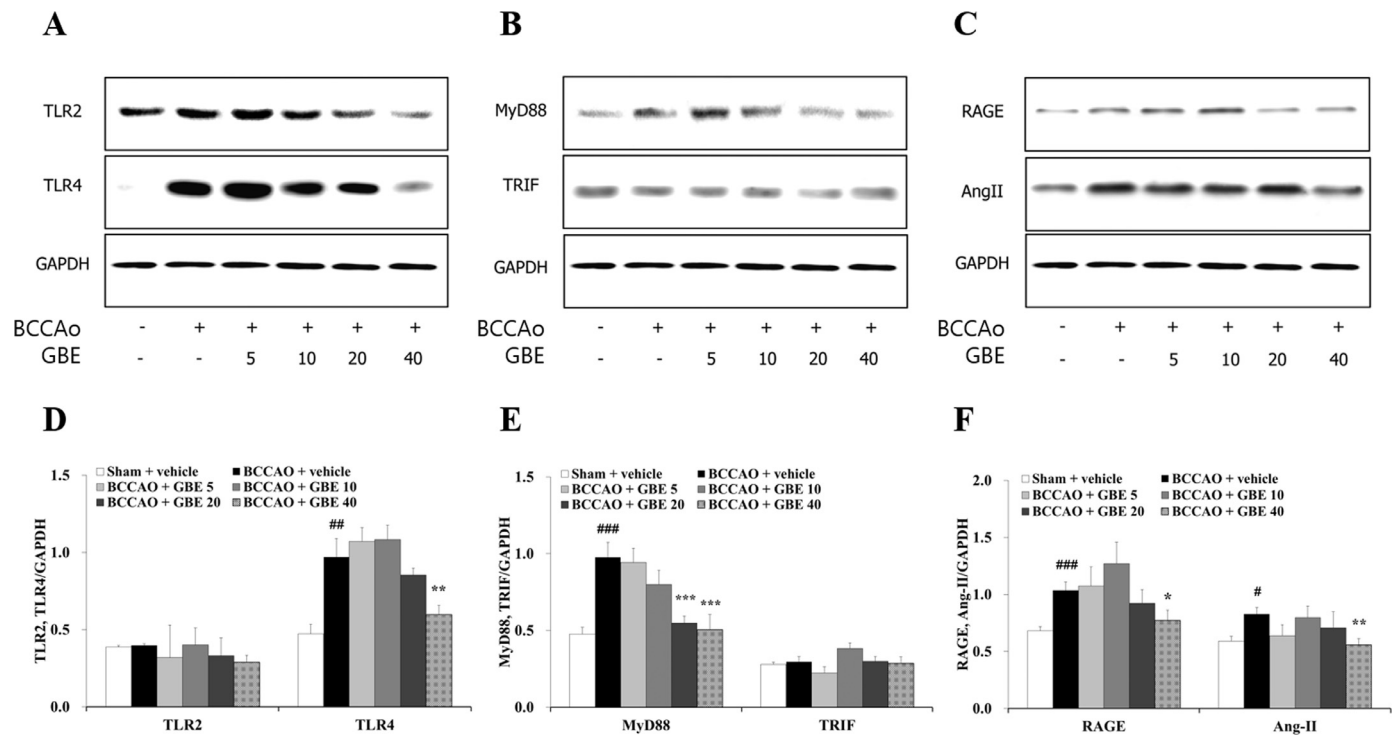 A
TLR2
TLR4
GAPDH
BCCAo - + + + + +
GBE - - 5 10 20 40
B
MyD88
TRIF
GAPDH
BCCAo - + + + + +
GBE - - 5 10 20 40
C
RAGE
AngII
GAPDH
BCCAo - + + + + +
GBE - - 5 10 20 40
D
TLR2, TLR4/GAPDH
1.5
1.0
0.5
0.0
Sham + vehicle BCCAO + vehicle
BCCAO + GBE 5 BCCAO + GBE 10
BCCAO + GBE 20 BCCAO + GBE 40
##
**
TLR2 TLR4
E
MyD88, TRIF/GAPDH
1.5
1.0
0.5
0.0
Sham + vehicle BCCAO + vehicle
BCCAO + GBE 5 BCCAO + GBE 10
BCCAO + GBE 20 BCCAO + GBE 40
###
*** ***
MyD88 TRIF
F
RAGE, Ang-II/GAPDH
2.0
1.5
1.0
0.5
0.0
Sham + vehicle BCCAO + vehicle
BCCAO + GBE 5 BCCAO + GBE 10
BCCAO + GBE 20 BCCAO + GBE 40
###
*
#
**
RAGE Ang-II